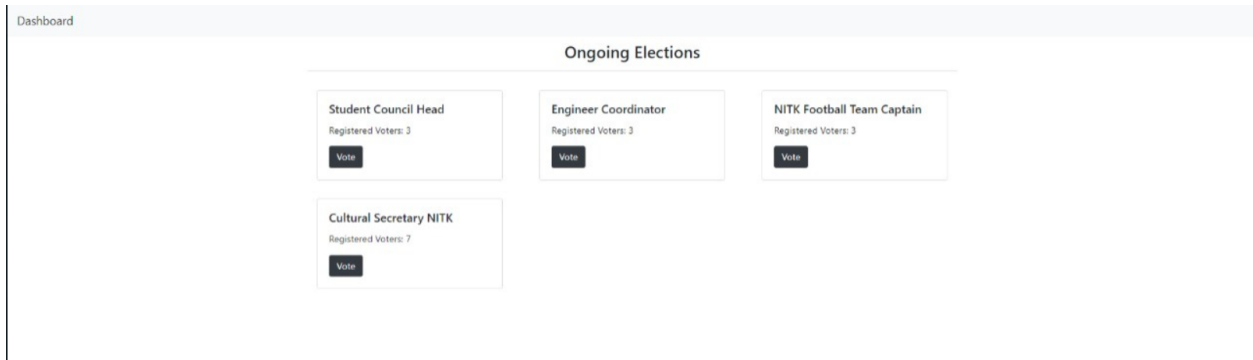 Dashboard
Ongoing Elections
Student Council Head
Registered Voters: 3
Vote
Engineer Coordinator
Registered Voters: 3
Vote
NITK Football Team Captain
Registered Voters: 3
Vote
Cultural Secretary NITK
Registered Voters: 7
Vote